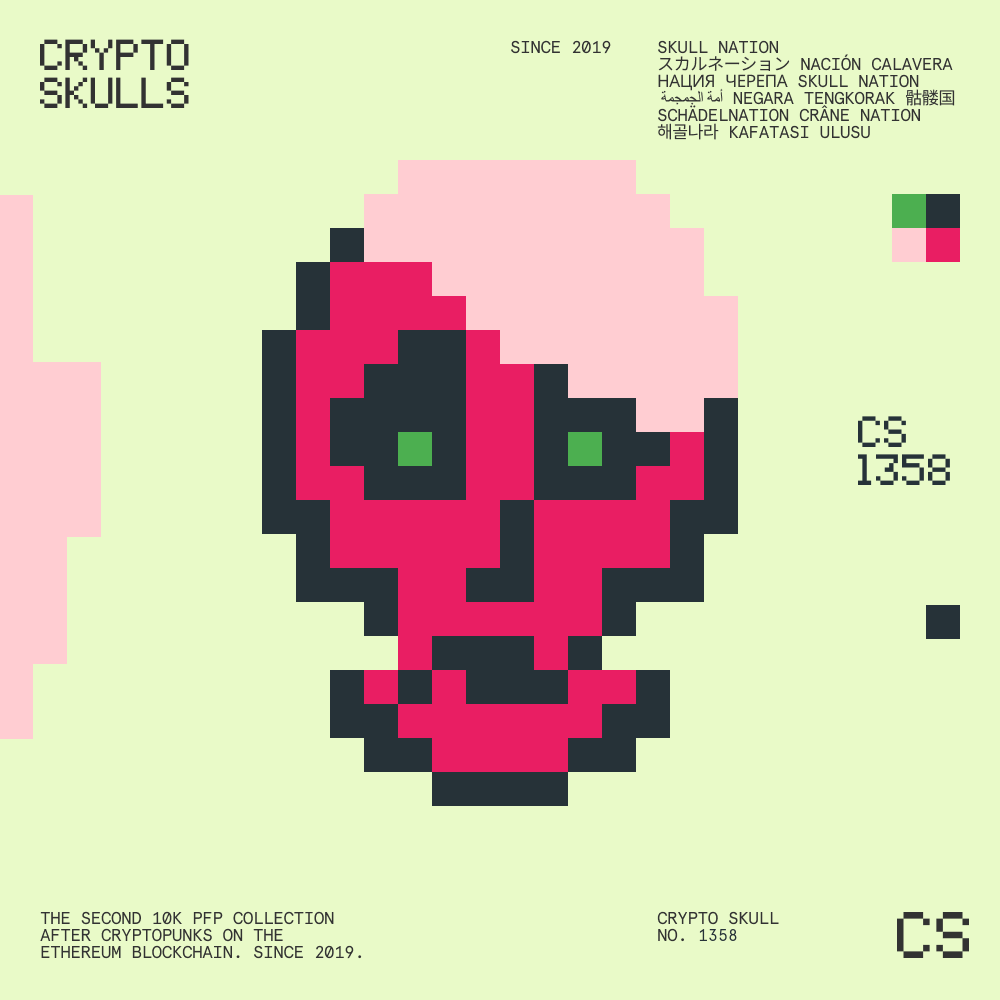 CRYPTO
SKULLS
SINCE 2019
SKULL NATION
スカルネーション NACIÓN CALAVERA
НАЦИЯ ЧЕРЕПА SKULL NATION
أمة الجمجمة NEGARA TENGKORAK 骷髅国
SCHÄDELNATION CRÂNE NATION
해골나라 KAFATASI ULUSU
CS
1358
THE SECOND 10K PFP COLLECTION
AFTER CRYPTOPUNKS ON THE
ETHEREUM BLOCKCHAIN. SINCE 2019.
CRYPTO SKULL
NO. 1358
CS